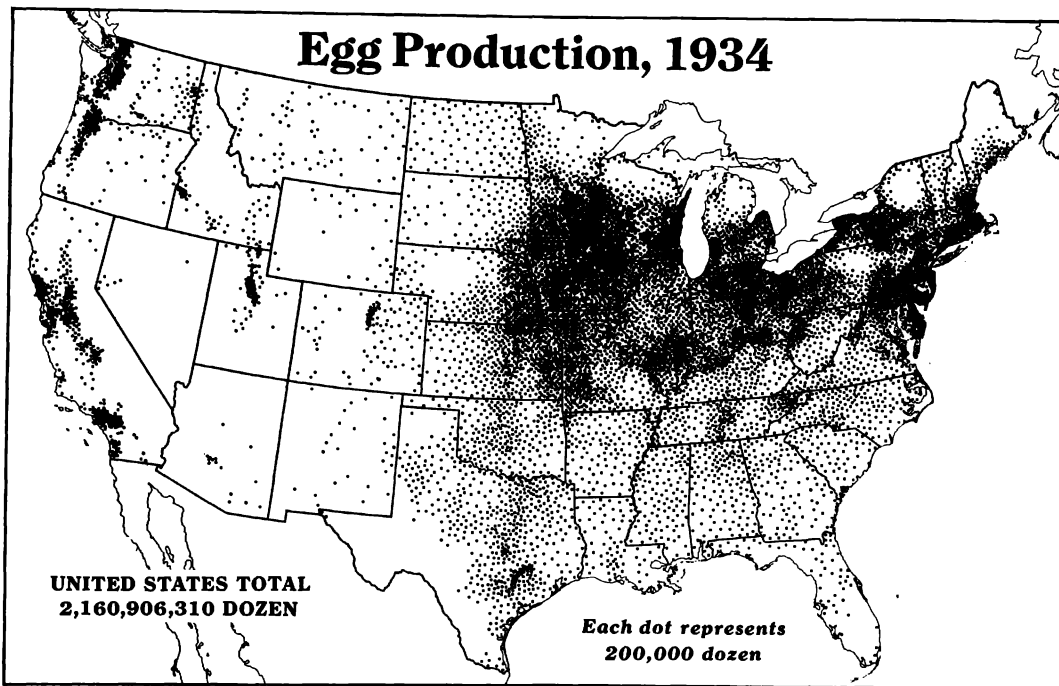 Egg Production, 1934
UNITED STATES TOTAL
2,160,906,310 DOZEN
Each dot represents
200,000 dozen